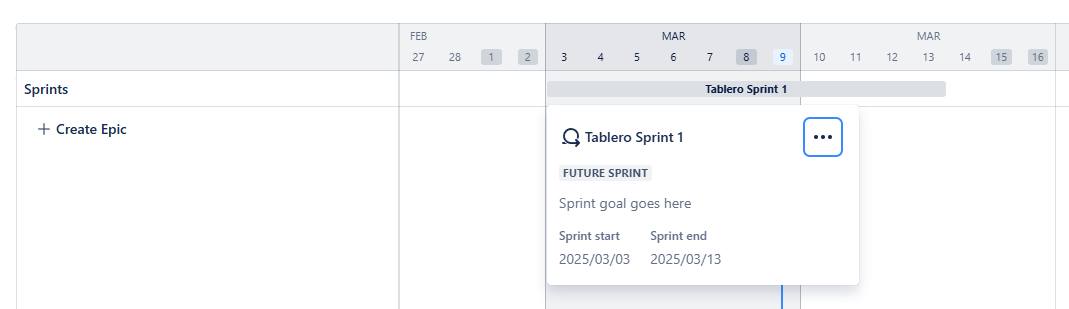 FEB MAR MAR
27 28 1 2 3 4 5 6 7 8 9 10 11 12 13 14 15 16
Sprints Tablero Sprint 1
Create Epic
Tablero Sprint 1
FUTURE SPRINT
Sprint goal goes here
Sprint start Sprint end
2025/03/03 2025/03/13